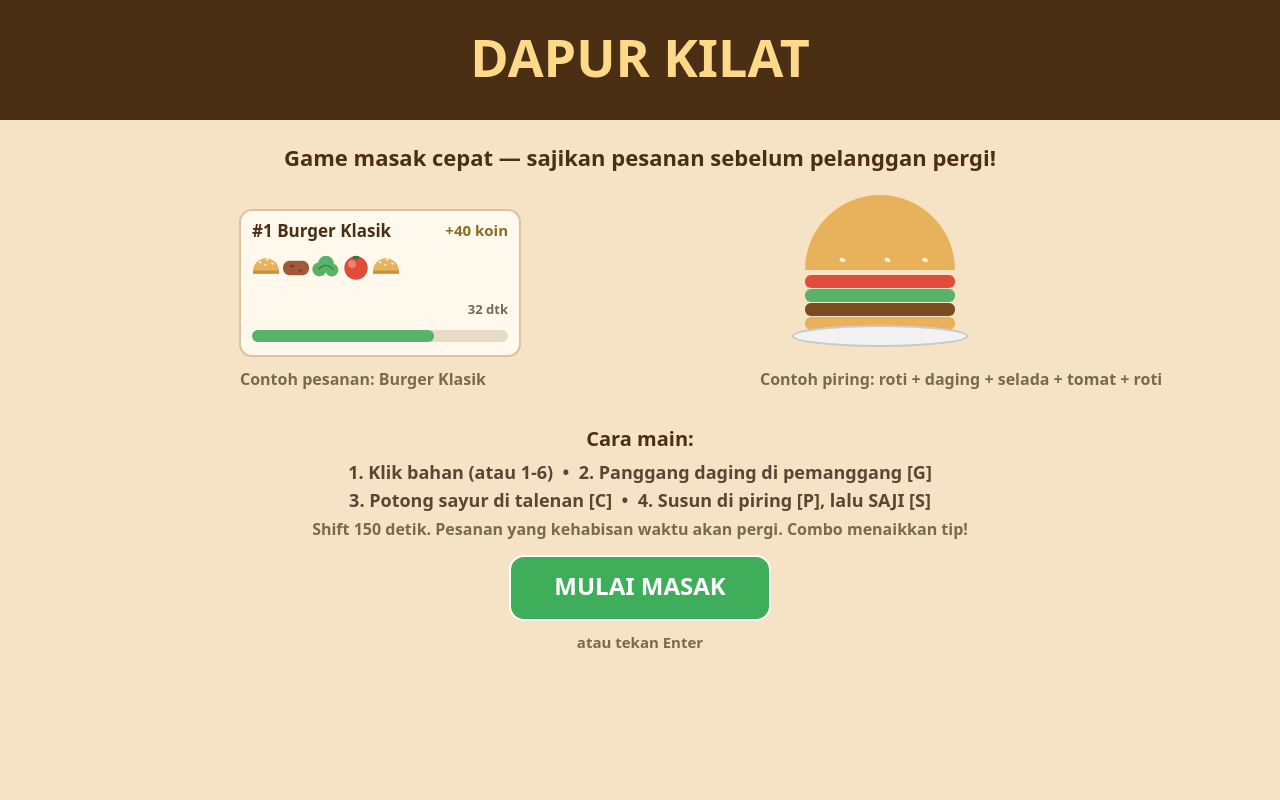 DAPUR KILAT
Game masak cepat — sajikan pesanan sebelum pelanggan pergi!
#1 Burger Klasik +40 koin
32 dtk
Contoh pesanan: Burger Klasik
Contoh piring: roti + daging + selada + tomat + roti
Cara main:
1. Klik bahan (atau 1-6) • 2. Panggang daging di pemanggang [G]
3. Potong sayur di talenan [C] • 4. Susun di piring [P], lalu SAJI [S]
Shift 150 detik. Pesanan yang kehabisan waktu akan pergi. Combo menaikkan tip!
MULAI MASAK
atau tekan Enter